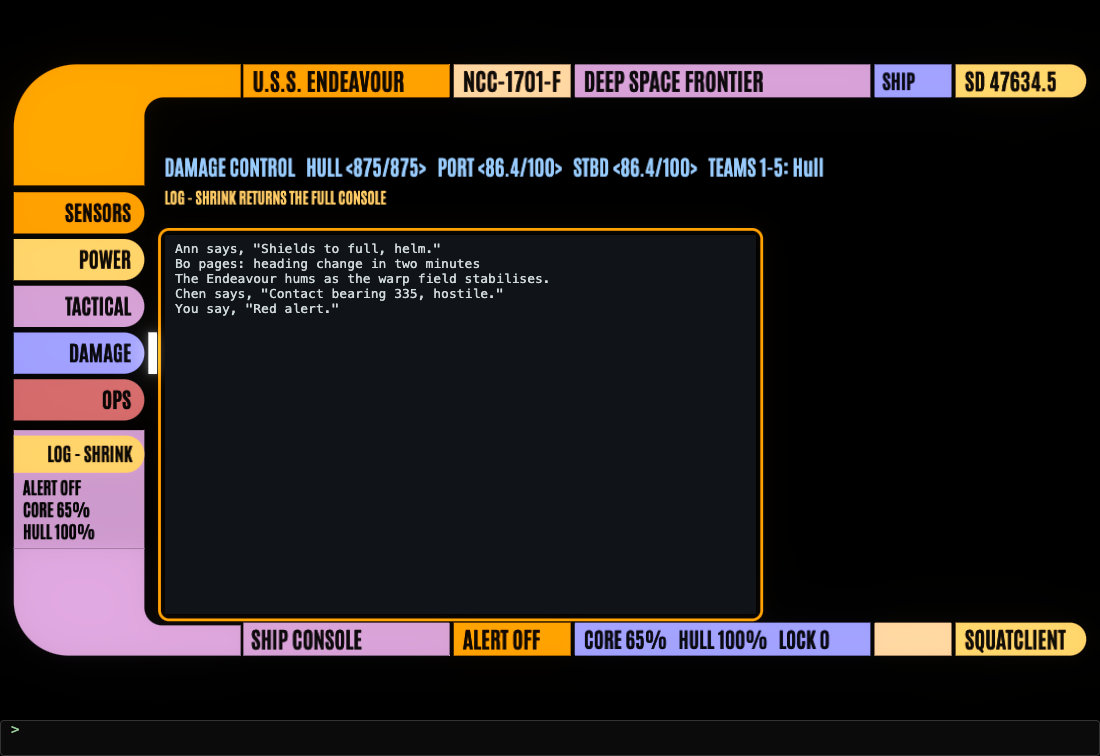 U.S.S. ENDEAVOUR NCC-1701-F DEEP SPACE FRONTIER SHIP SD 47634.5
DAMAGE CONTROL HULL <875/875> PORT <86.4/100> STBD <86.4/100> TEAMS 1-5: Hull
LOG - SHRINK RETURNS THE FULL CONSOLE
SENSORS
POWER
TACTICAL
DAMAGE
OPS
LOG - SHRINK
ALERT OFF
CORE 65%
HULL 100%
Ann says, "Shields to full, helm."
Bo pages: heading change in two minutes
The Endeavour hums as the warp field stabilises.
Chen says, "Contact bearing 335, hostile."
You say, "Red alert."
SHIP CONSOLE ALERT OFF CORE 65% HULL 100% LOCK 0 SQUATCLIENT
>